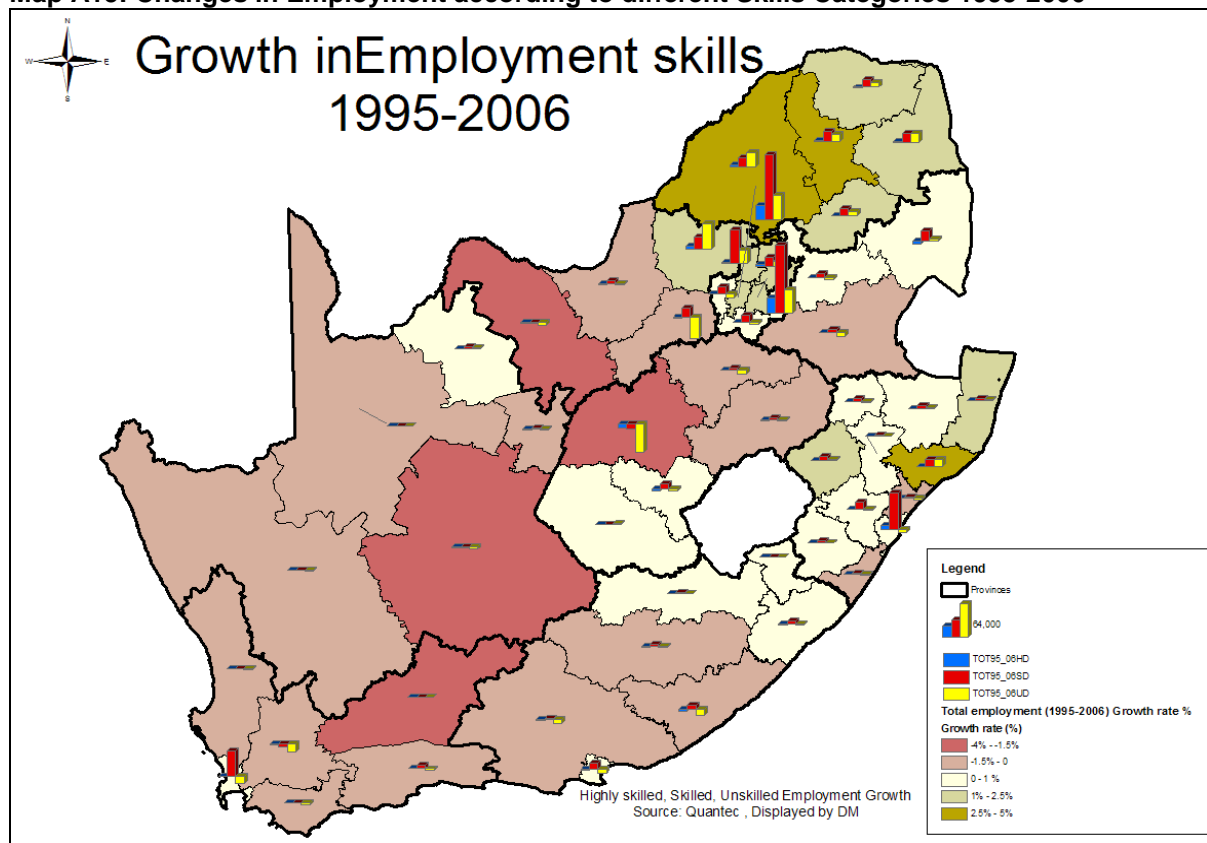 N
W E
S
Growth inEmployment skills
1995-2006
Legend
Provinces
64,000
TOT95_06HD
TOT95_06SD
TOT95_06UD
Total employment (1995-2006) Growth rate %
Growth rate (%)
-4% - -1.5%
-1.5% - 0
0 - 1 %
1% - 2.5%
2.5% - 5%
Highly skilled, Skilled, Unskilled Employment Growth
Source: Quantec , Displayed by DM